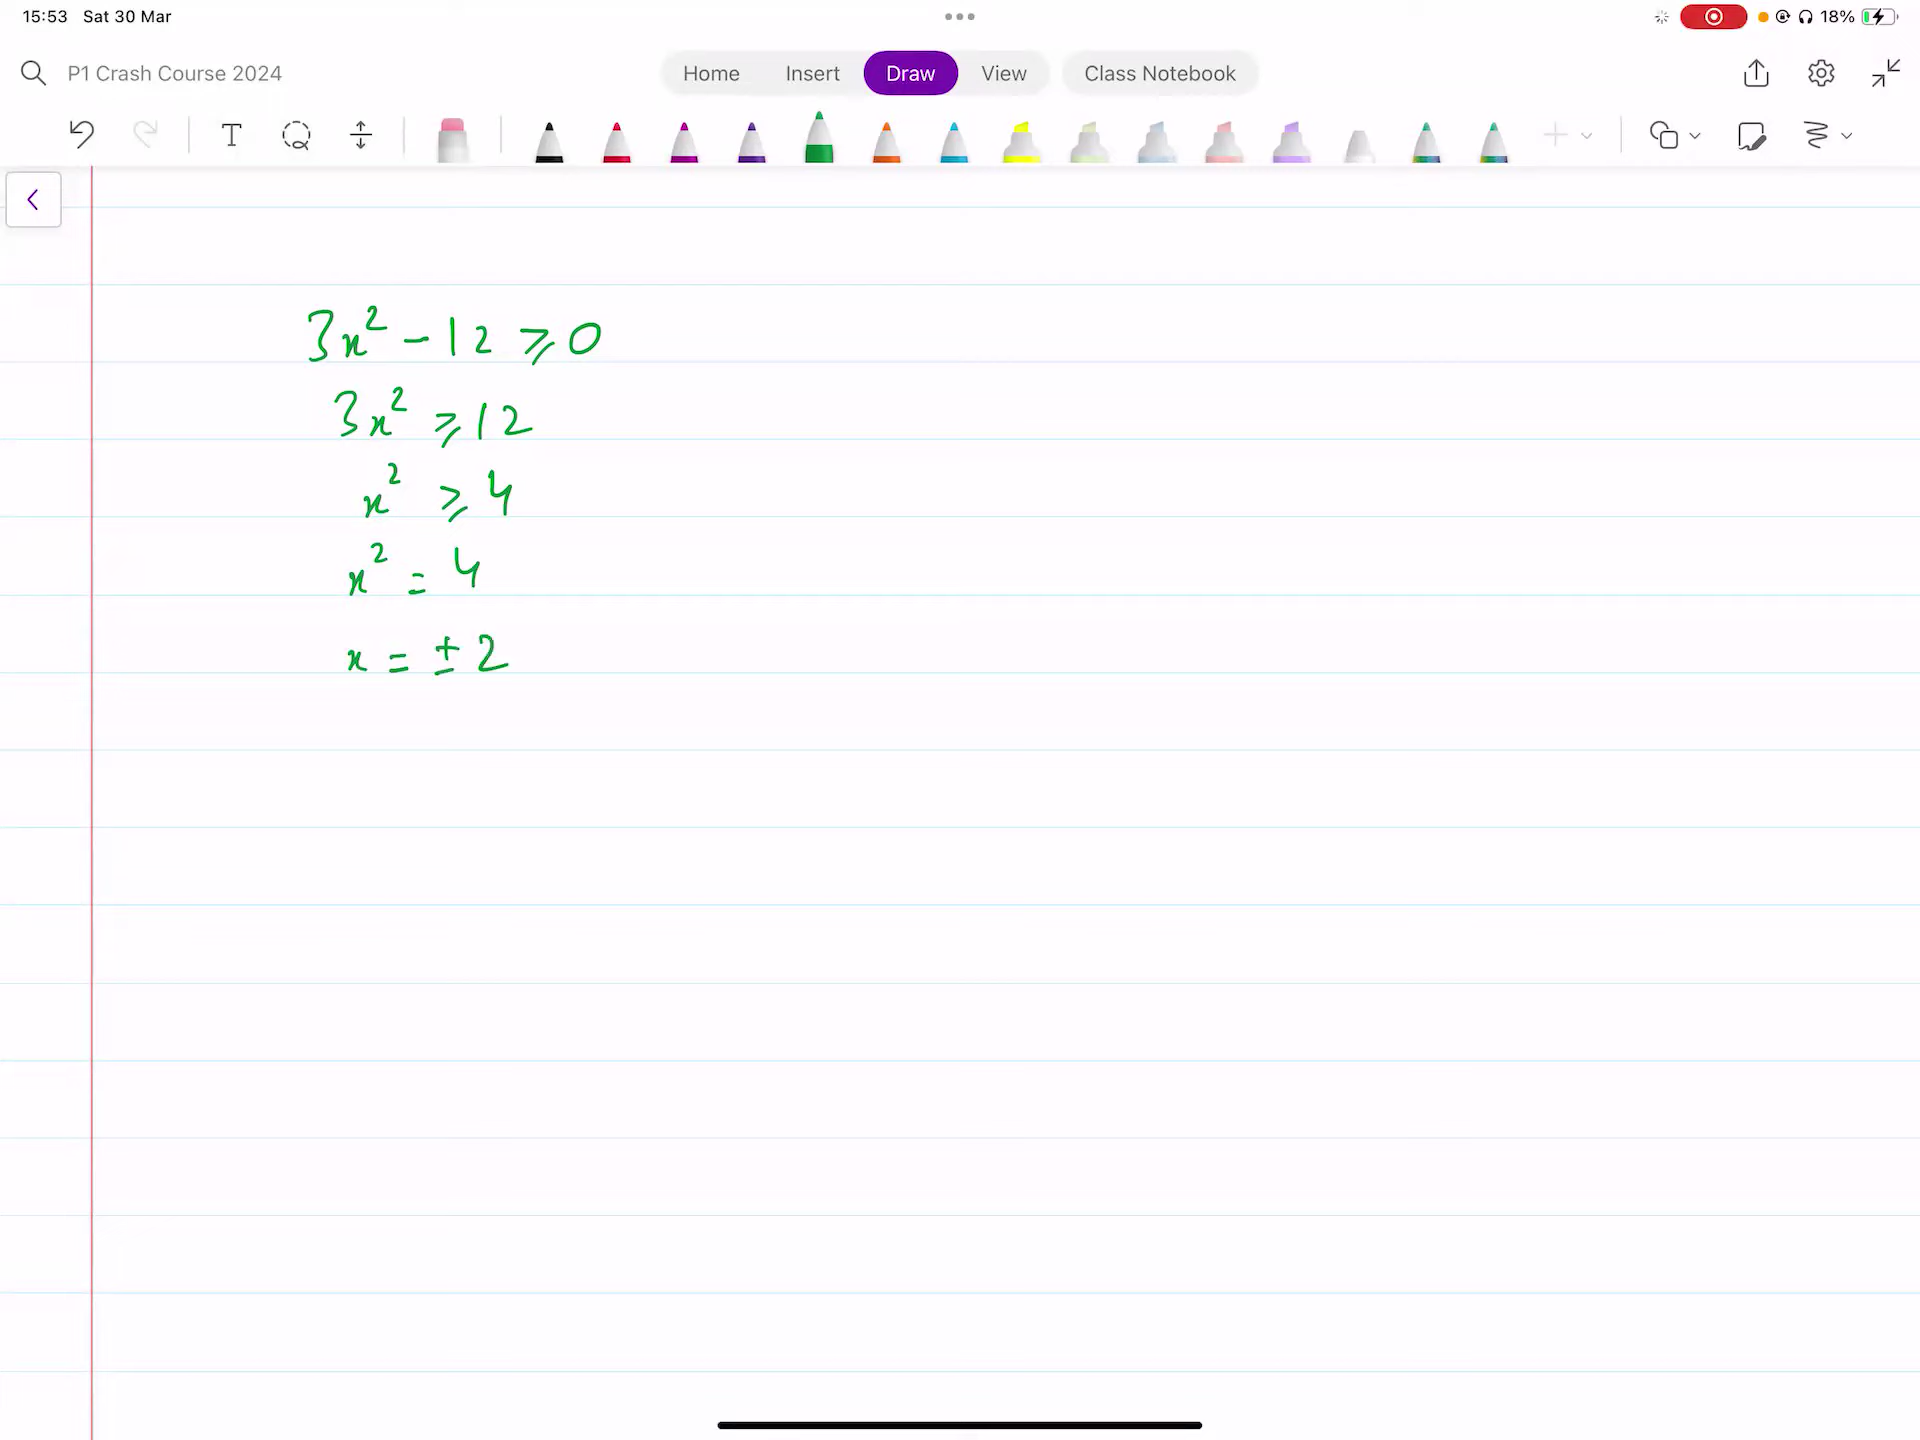 15:53 Sat 30 Mar
18%
P1 Crash Course 2024
Home Insert Draw View Class Notebook
T
3x² - 12 ⩾ 0
3x² ⩾ 12
x² ⩾ 4
x² = 4
x = ± 2